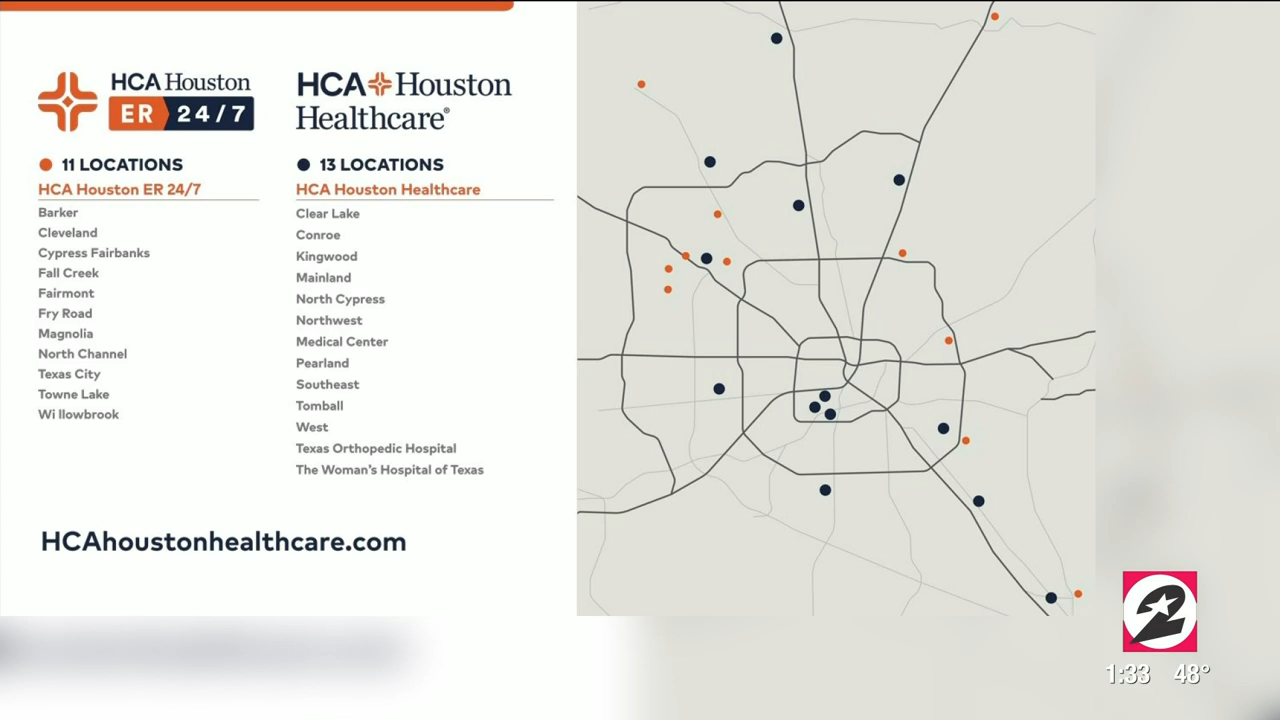 HCA Houston
ER 24/7
11 LOCATIONS
HCA Houston ER 24/7
Barker
Cleveland
Cypress Fairbanks
Fall Creek
Fairmont
Fry Road
Magnolia
North Channel
Texas City
Towne Lake
Wi llowbrook
HCA Houston
Healthcare®
13 LOCATIONS
HCA Houston Healthcare
Clear Lake
Conroe
Kingwood
Mainland
North Cypress
Northwest
Medical Center
Pearland
Southeast
Tomball
West
Texas Orthopedic Hospital
The Woman's Hospital of Texas
HCAhoustonhealthcare.com
2
1:33 48°